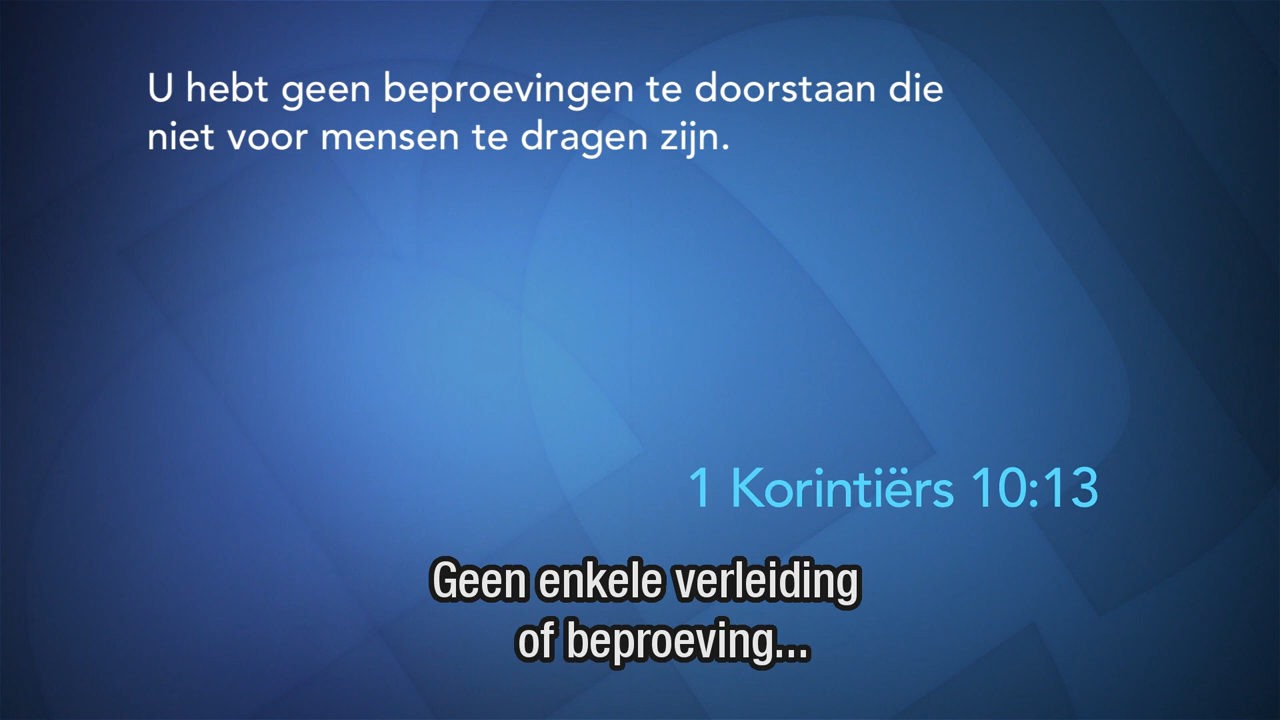 U hebt geen beproevingen te doorstaan die
niet voor mensen te dragen zijn.
1 Korintiërs 10:13
Geen enkele verleiding
of beproeving...